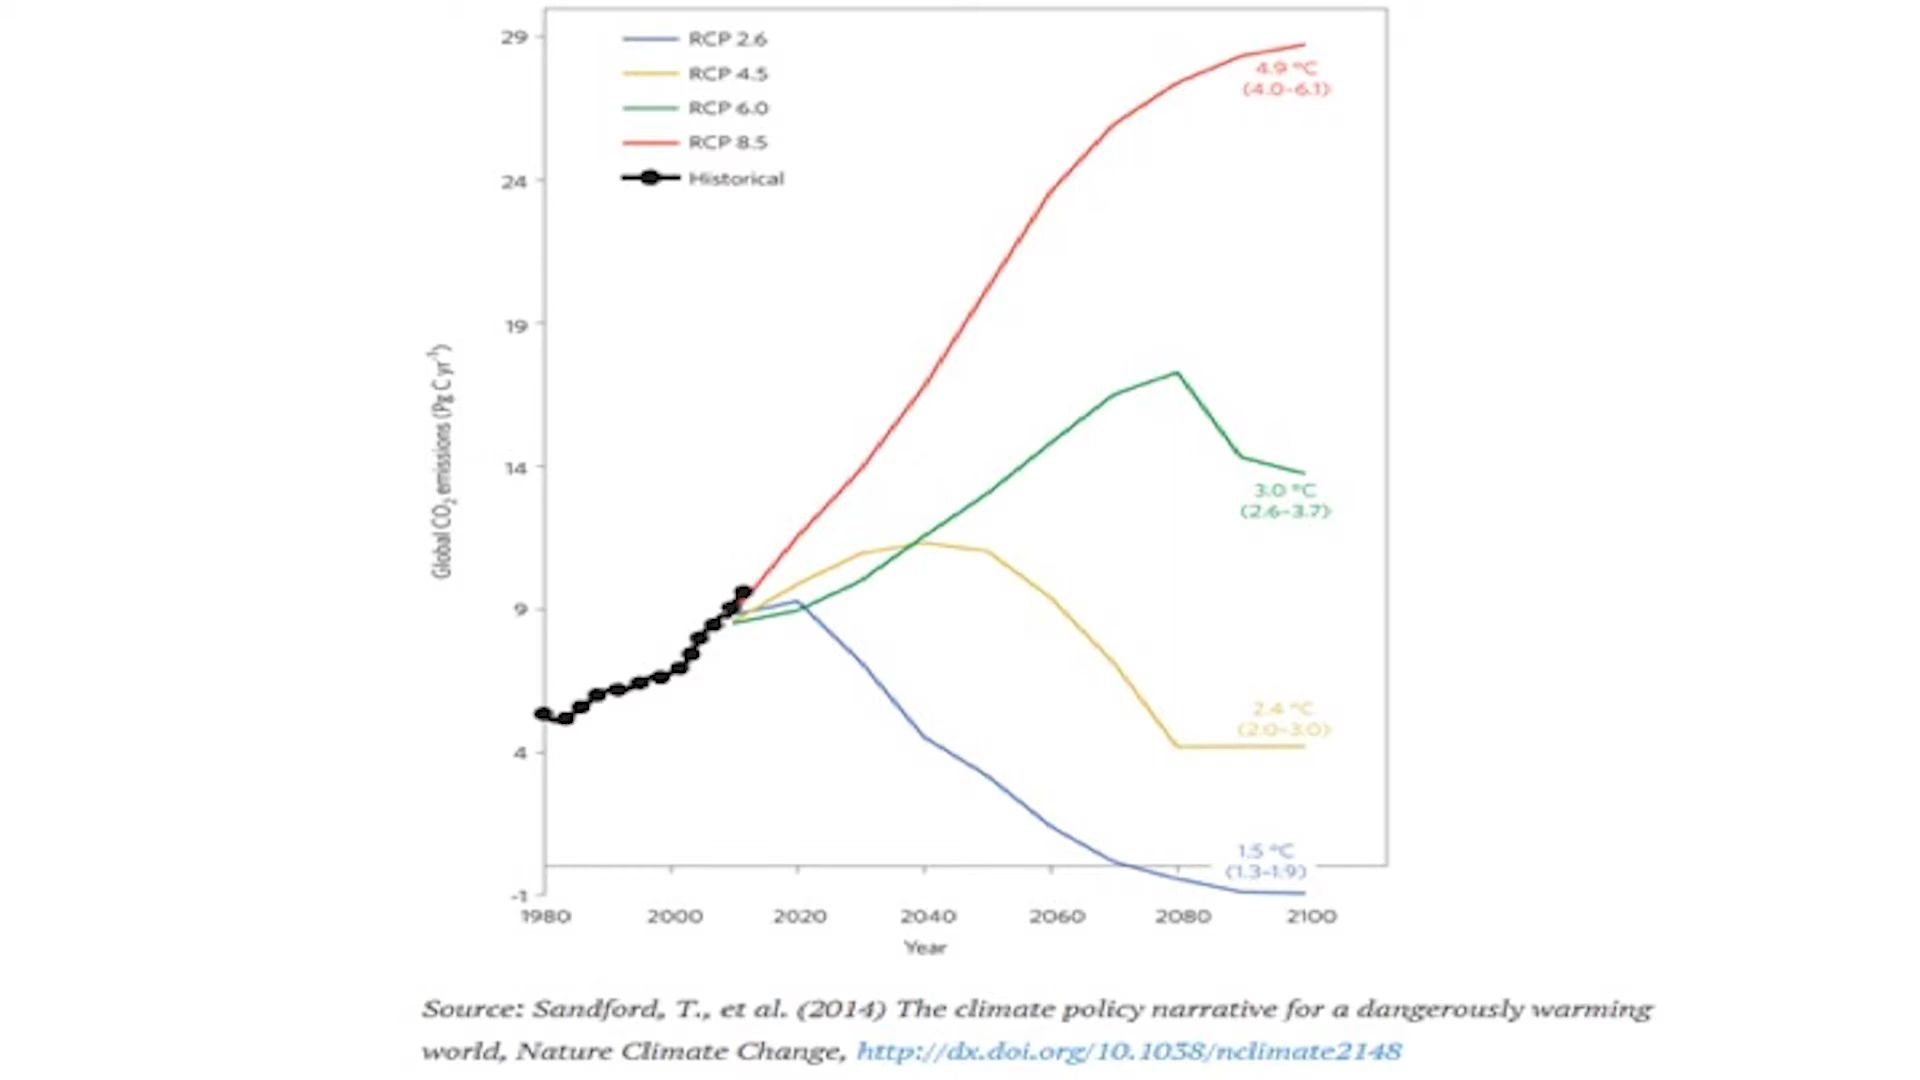 29
24
19
14
9
4
-1
RCP 2.6
RCP 4.5
RCP 6.0
RCP 8.5
Historical
4.9 °C
(4.0–6.1)
3.0 °C
(2.6–3.7)
2.4 °C
(2.0–3.0)
1.5 °C
(1.3–1.9)
Global CO₂ emissions (Pg C yr⁻¹)
1980 2000 2020 2040 2060 2080 2100
Year
Source: Sandford, T., et al. (2014) The climate policy narrative for a dangerously warming
world, Nature Climate Change, http://dx.doi.org/10.1038/nclimate2148